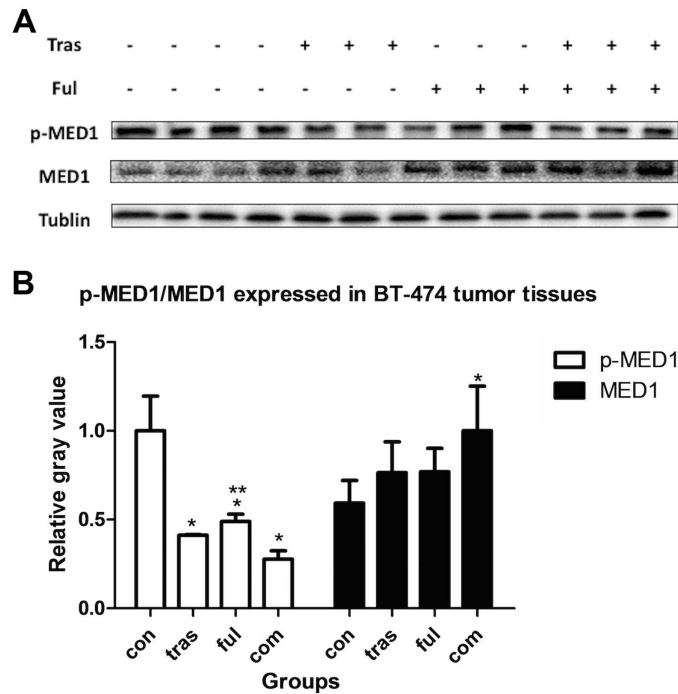 A
Tras - - - - + + + - - - + + +
Ful - - - - - - - + + + + + +
p-MED1
MED1
Tublin
B
p-MED1/MED1 expressed in BT-474 tumor tissues
Relative gray value
1.5
1.0
0.5
0.0
* ** * * *
p-MED1
MED1
con tras ful com con tras ful com
Groups